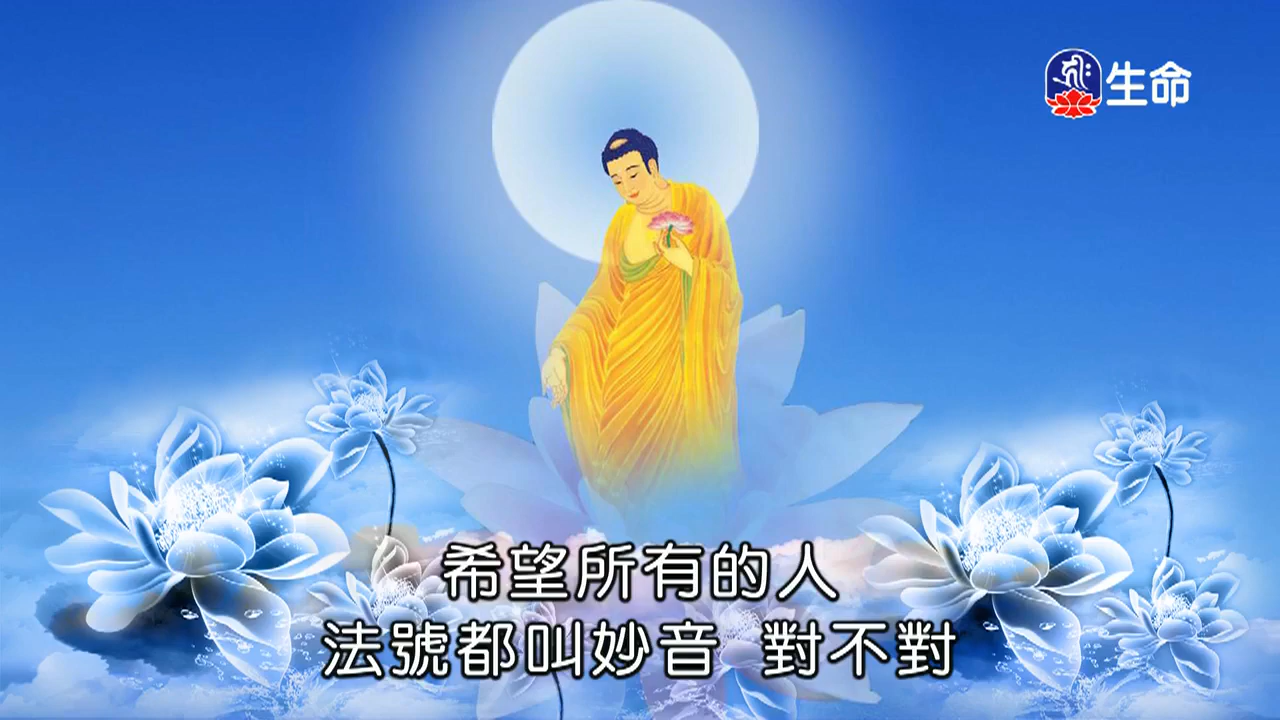 生命
希望所有的人
法號都叫妙音 對不對